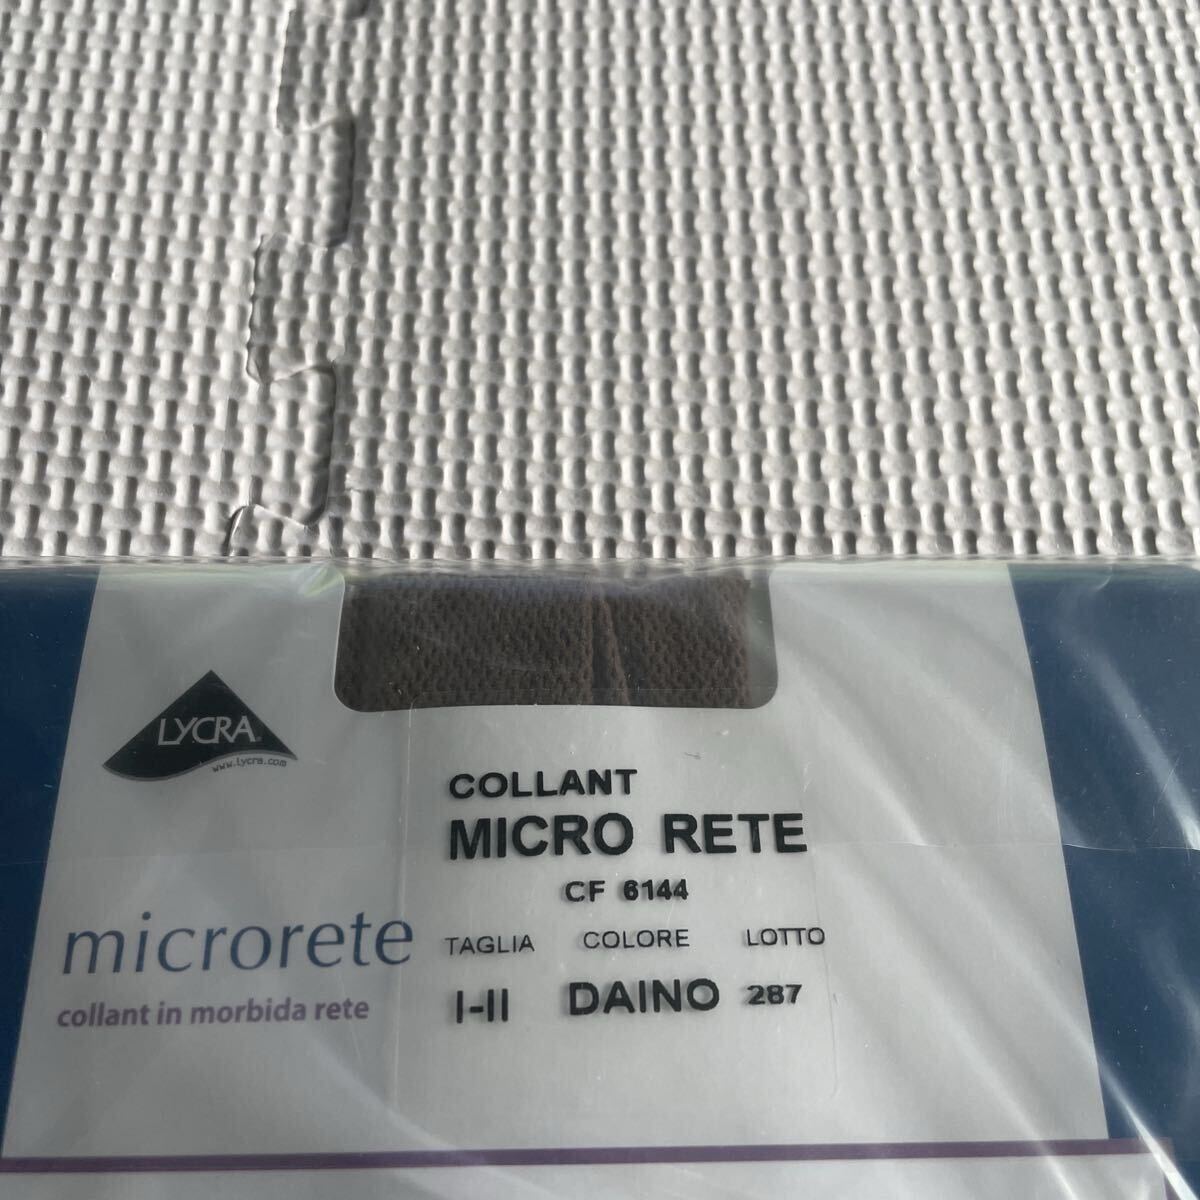 LYCRA®
www.lycra.com
COLLANT
MICRO RETE
CF 6144
microrete
collant in morbida rete
TAGLIA COLORE LOTTO
I-II DAINO 287